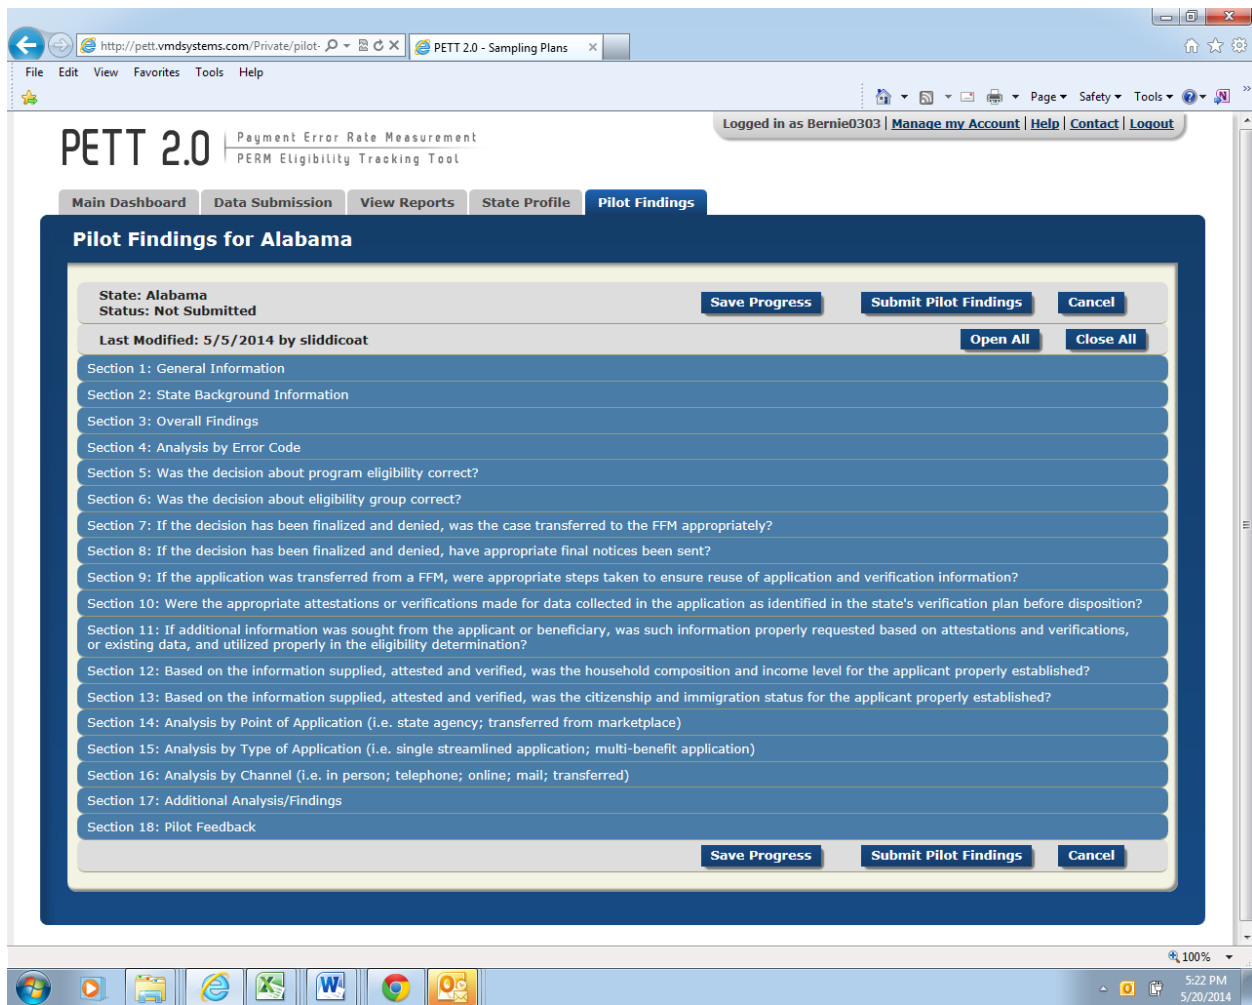 http://pett.vmdsystems.com/Private/pilot-
PETT 2.0 - Sampling Plans
File Edit View Favorites Tools Help
Page Safety Tools
Logged in as Bernie0303 | Manage my Account | Help | Contact | Logout
PETT 2.0
Payment Error Rate Measurement
PERM Eligibility Tracking Tool
Main Dashboard Data Submission View Reports State Profile Pilot Findings
Pilot Findings for Alabama
State: Alabama
Status: Not Submitted
Save Progress Submit Pilot Findings Cancel
Last Modified: 5/5/2014 by sliddicoat
Open All Close All
Section 1: General Information
Section 2: State Background Information
Section 3: Overall Findings
Section 4: Analysis by Error Code
Section 5: Was the decision about program eligibility correct?
Section 6: Was the decision about eligibility group correct?
Section 7: If the decision has been finalized and denied, was the case transferred to the FFM appropriately?
Section 8: If the decision has been finalized and denied, have appropriate final notices been sent?
Section 9: If the application was transferred from a FFM, were appropriate steps taken to ensure reuse of application and verification information?
Section 10: Were the appropriate attestations or verifications made for data collected in the application as identified in the state's verification plan before disposition?
Section 11: If additional information was sought from the applicant or beneficiary, was such information properly requested based on attestations and verifications,
or existing data, and utilized properly in the eligibility determination?
Section 12: Based on the information supplied, attested and verified, was the household composition and income level for the applicant properly established?
Section 13: Based on the information supplied, attested and verified, was the citizenship and immigration status for the applicant properly established?
Section 14: Analysis by Point of Application (i.e. state agency; transferred from marketplace)
Section 15: Analysis by Type of Application (i.e. single streamlined application; multi-benefit application)
Section 16: Analysis by Channel (i.e. in person; telephone; online; mail; transferred)
Section 17: Additional Analysis/Findings
Section 18: Pilot Feedback
Save Progress Submit Pilot Findings Cancel
100%
5:22 PM
5/20/2014